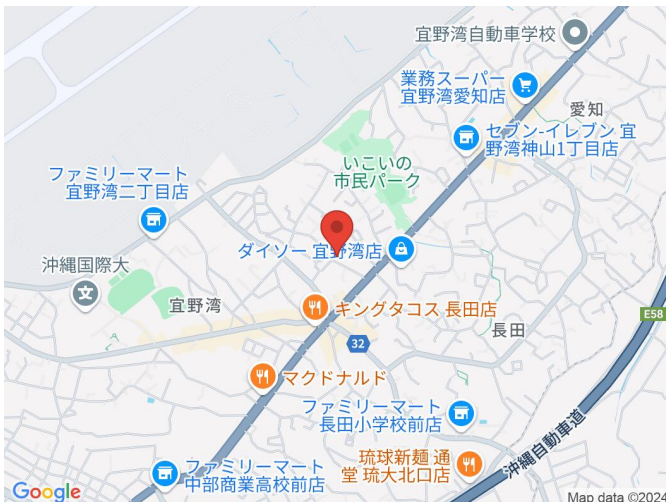 宜野湾自動車学校
業務スーパー
宜野湾愛知店
愛知
セブン-イレブン 宜
野湾神山1丁目店
いこいの
市民パーク
ファミリーマート
宜野湾二丁目店
ダイソー 宜野湾店
沖縄国際大
文
宜野湾
キングタコス 長田店
E58
長田
32
マクドナルド
ファミリーマート
長田小学校前店
沖縄自動車道
琉球新麺 通
堂 琉大北口店
ファミリーマート
中部商業高校前店
Google
Map data ©2024